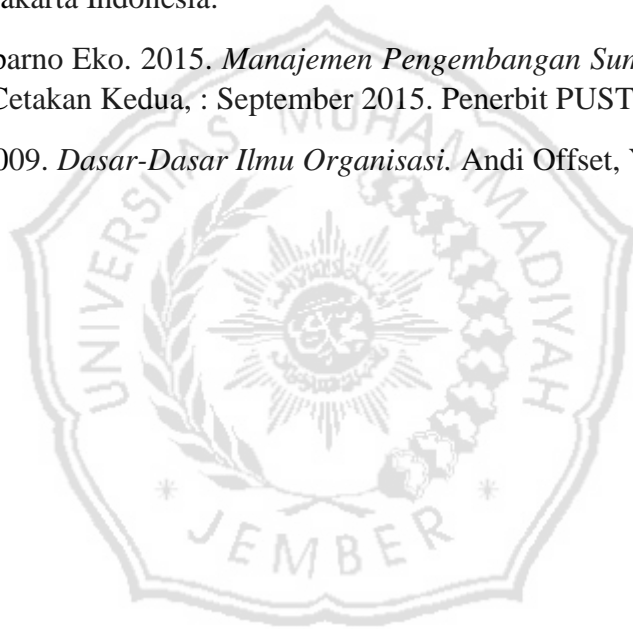 akarta Indonesia.
parno Eko. 2015. Manajemen Pengembangan Sum
Cetakan Kedua, : September 2015. Penerbit PUST
009. Dasar-Dasar Ilmu Organisasi. Andi Offset, Y
UNIVERSITAS MUHAMMADIYAH
JEMBER